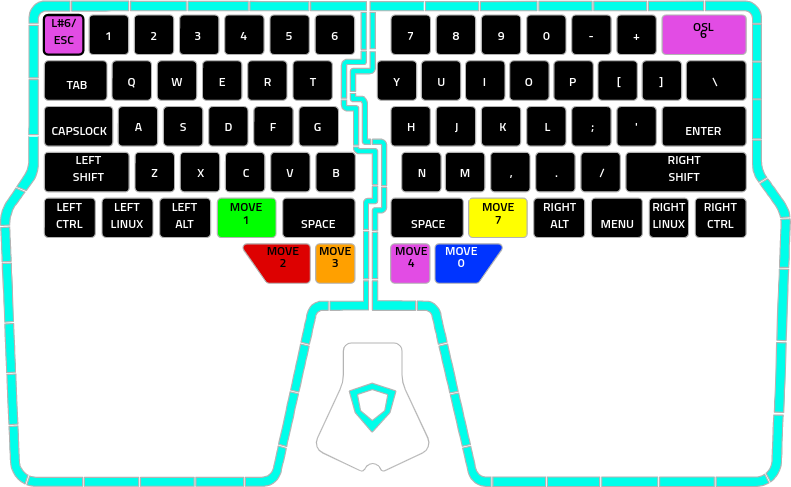 L#6/
ESC 1 2 3 4 5 6 7 8 9 0 - + OSL
6
TAB Q W E R T Y U I O P [ ] \
CAPSLOCK A S D F G H J K L ; ' ENTER
LEFT
SHIFT Z X C V B N M , . / RIGHT
SHIFT
LEFT
CTRL
LEFT
LINUX
LEFT
ALT
MOVE
1
SPACE
SPACE
MOVE
7
RIGHT
ALT
MENU
RIGHT
LINUX
RIGHT
CTRL
MOVE
2
MOVE
3
MOVE
4
MOVE
0